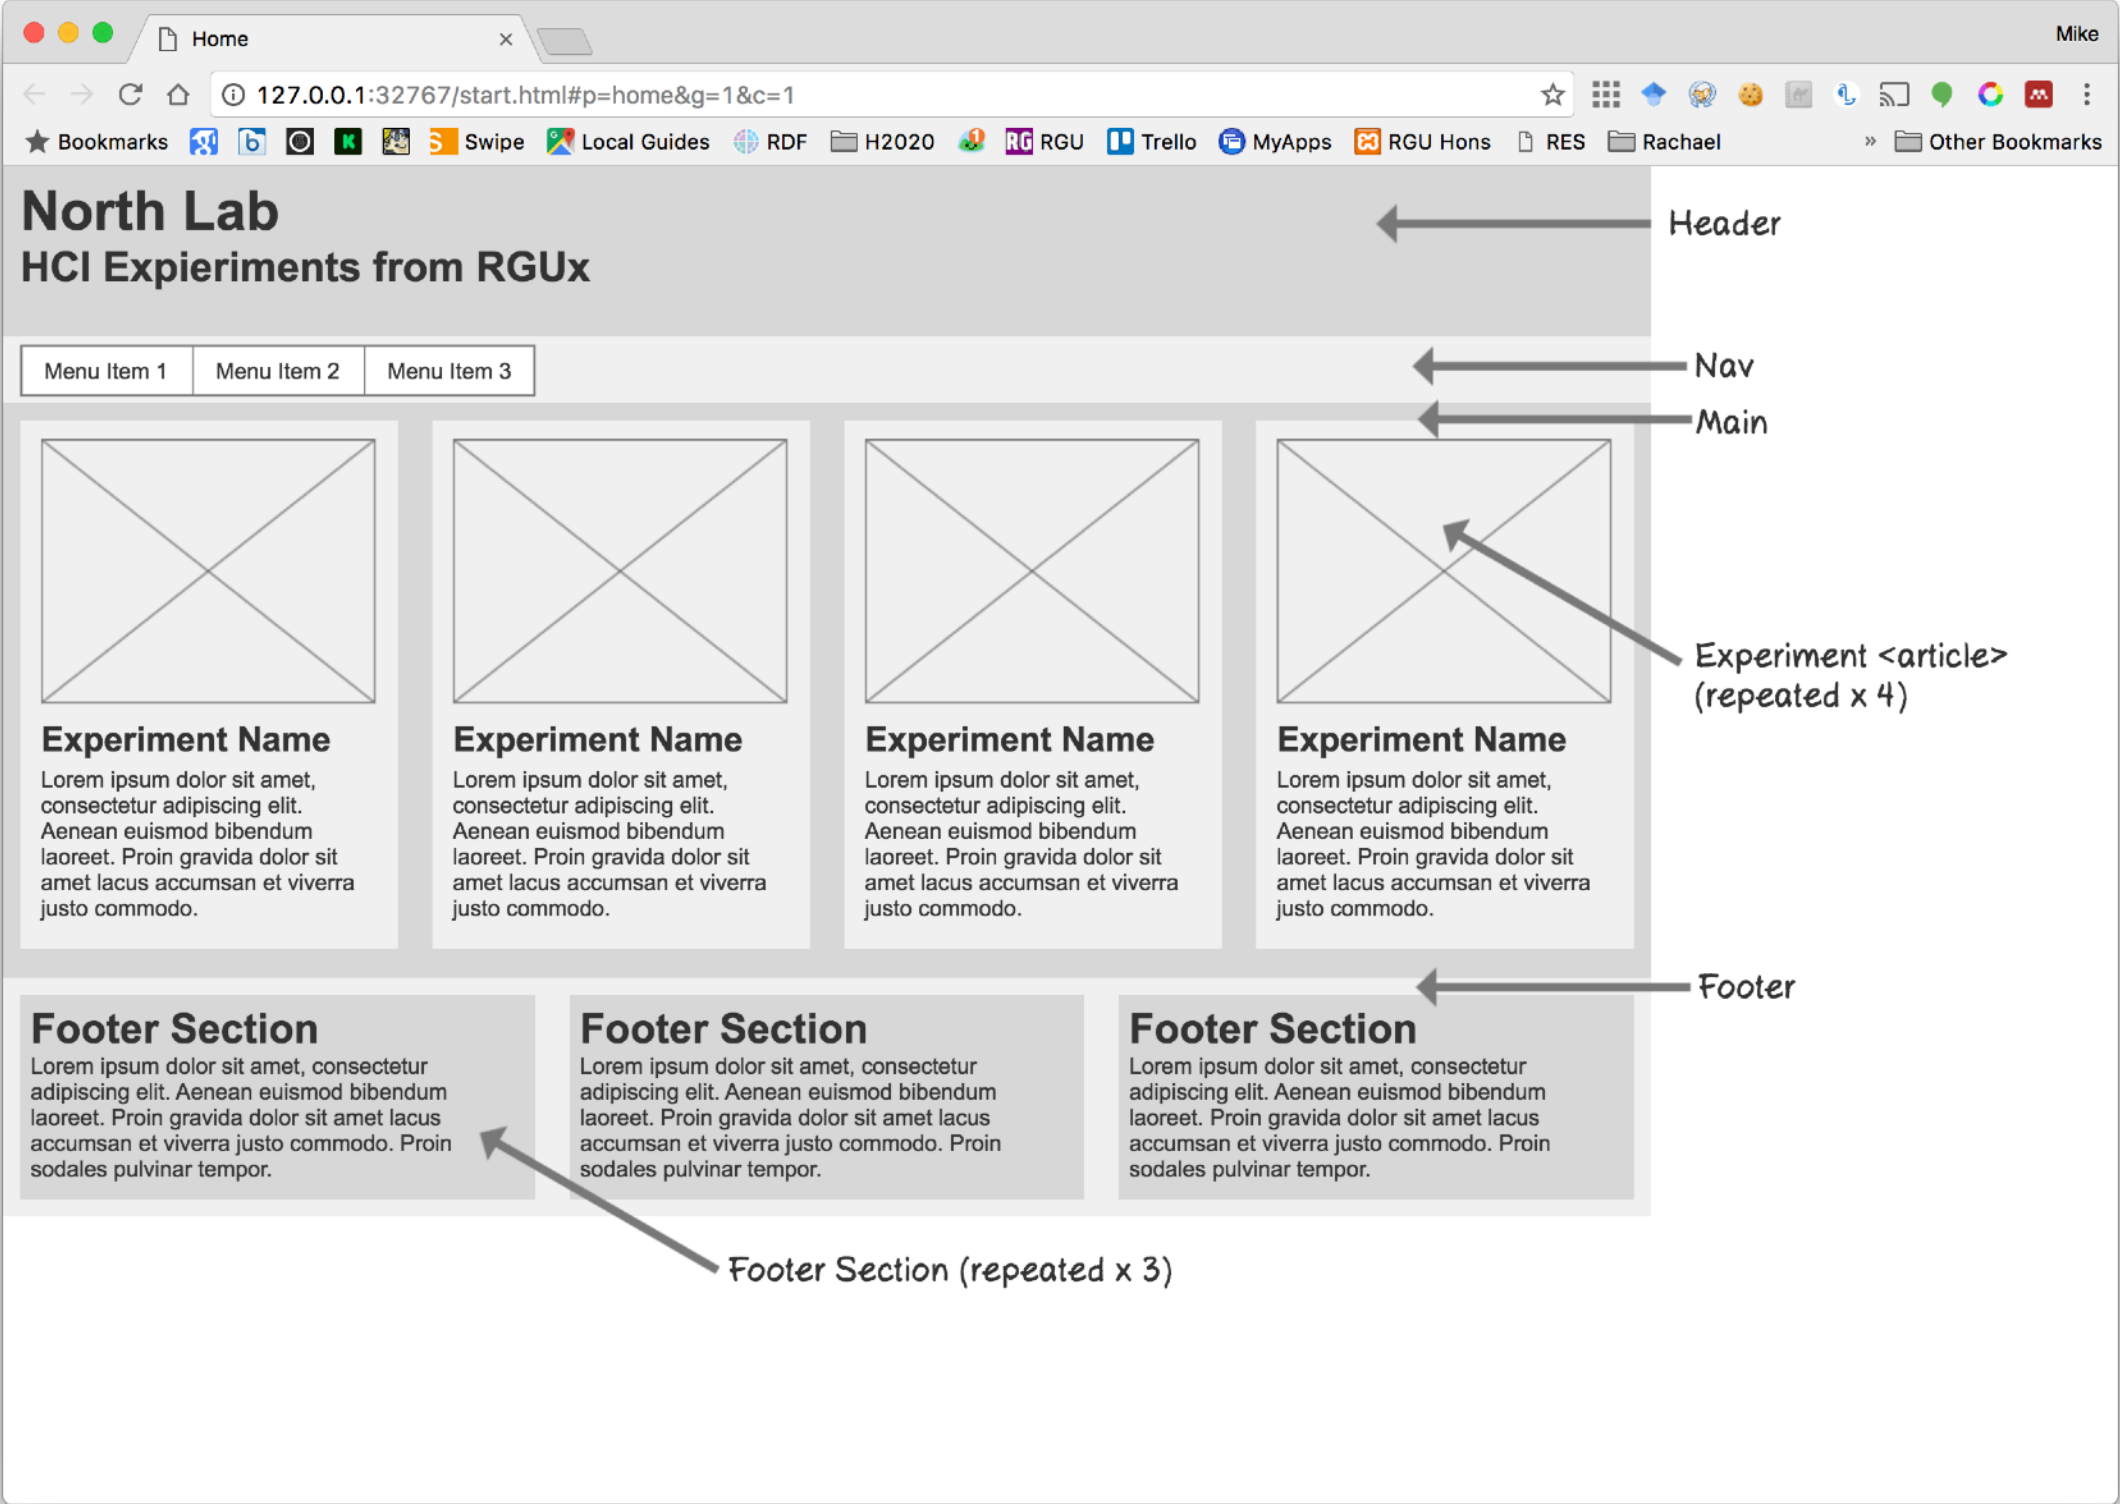 Home
Mike
127.0.0.1:32767/start.html#p=home&g=1&c=1
Bookmarks
Swipe
Local Guides
RDF
H2020
RG RGU
Trello
MyApps
RGU Hons
RES
Rachael
» Other Bookmarks
North Lab
HCI Expieriments from RGUx
Header
Menu Item 1
Menu Item 2
Menu Item 3
Nav
Main
Experiment <article>
(repeated x 4)
Experiment Name
Lorem ipsum dolor sit amet,
consectetur adipiscing elit.
Aenean euismod bibendum
laoreet. Proin gravida dolor sit
amet lacus accumsan et viverra
justo commodo.
Experiment Name
Lorem ipsum dolor sit amet,
consectetur adipiscing elit.
Aenean euismod bibendum
laoreet. Proin gravida dolor sit
amet lacus accumsan et viverra
justo commodo.
Experiment Name
Lorem ipsum dolor sit amet,
consectetur adipiscing elit.
Aenean euismod bibendum
laoreet. Proin gravida dolor sit
amet lacus accumsan et viverra
justo commodo.
Experiment Name
Lorem ipsum dolor sit amet,
consectetur adipiscing elit.
Aenean euismod bibendum
laoreet. Proin gravida dolor sit
amet lacus accumsan et viverra
justo commodo.
Footer
Footer Section
Lorem ipsum dolor sit amet, consectetur
adipiscing elit. Aenean euismod bibendum
laoreet. Proin gravida dolor sit amet lacus
accumsan et viverra justo commodo. Proin
sodales pulvinar tempor.
Footer Section
Lorem ipsum dolor sit amet, consectetur
adipiscing elit. Aenean euismod bibendum
laoreet. Proin gravida dolor sit amet lacus
accumsan et viverra justo commodo. Proin
sodales pulvinar tempor.
Footer Section
Lorem ipsum dolor sit amet, consectetur
adipiscing elit. Aenean euismod bibendum
laoreet. Proin gravida dolor sit amet lacus
accumsan et viverra justo commodo. Proin
sodales pulvinar tempor.
Footer Section (repeated x 3)